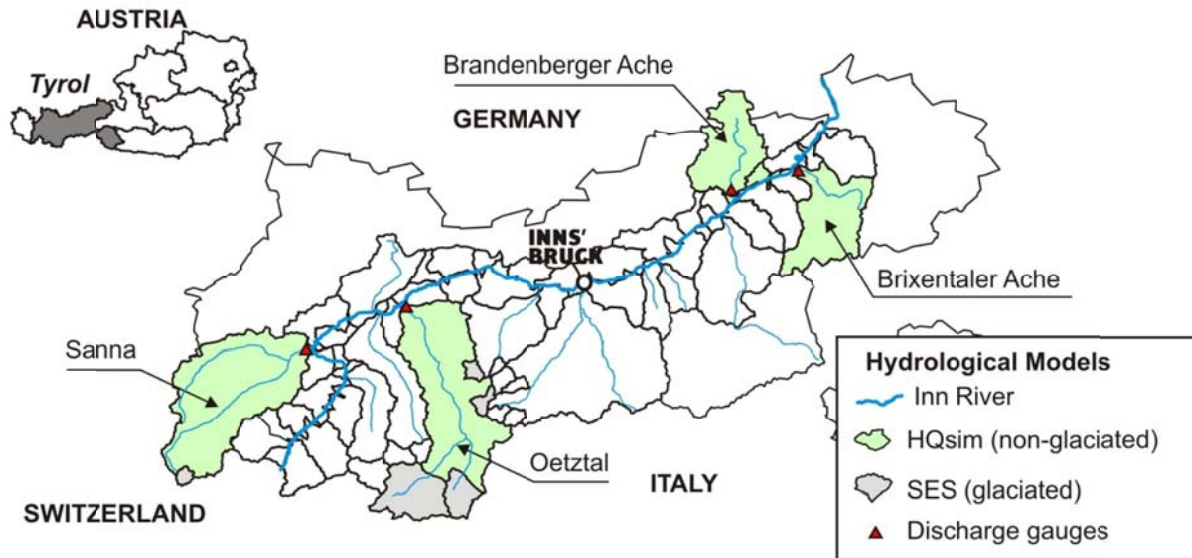 AUSTRIA
Tyrol
Brandenberger Ache
GERMANY
INNS'
BRUCK
Brixentaler Ache
Sanna
Oetztal
ITALY
SWITZERLAND
Hydrological Models
Inn River
HQsim (non-glaciated)
SES (glaciated)
Discharge gauges